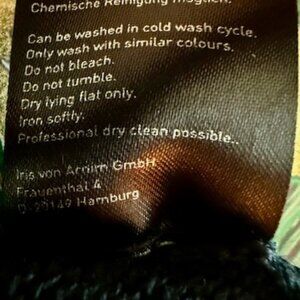 Chemische Reinigung möglich.
Can be washed in cold wash cycle.
Only wash with similar colours.
Do not bleach.
Do not tumble.
Dry lying flat only.
Iron softly.
Professional dry clean possible..
Iris von Arnim GmbH
Frauenthal 4
D-20149 Hamburg